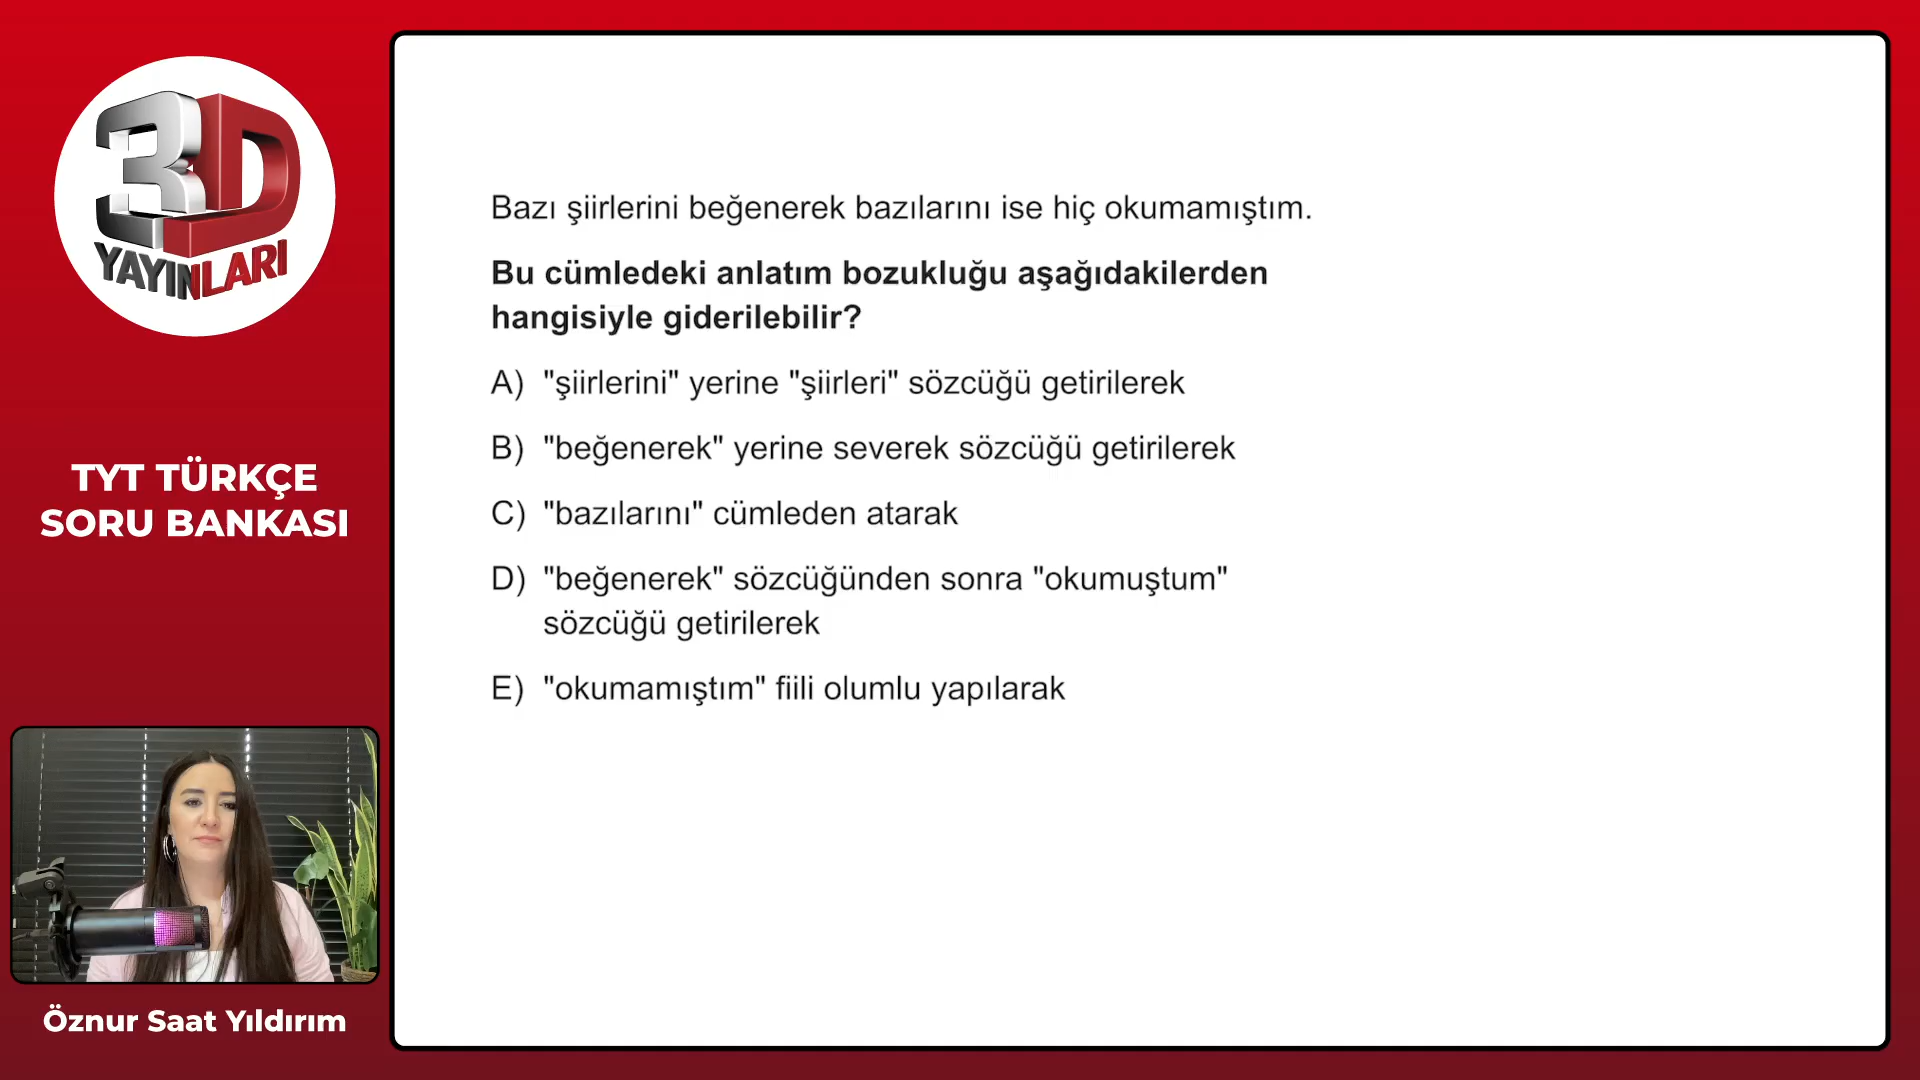 3D
YAYINLARI
TYT TÜRKÇE
SORU BANKASI
Öznur Saat Yıldırım
Bazı şiirlerini beğenerek bazılarını ise hiç okumamıştım.
Bu cümledeki anlatım bozukluğu aşağıdakilerden
hangisiyle giderilebilir?
A) "şiirlerini" yerine "şiirleri" sözcüğü getirilerek
B) "beğenerek" yerine severek sözcüğü getirilerek
C) "bazılarını" cümleden atarak
D) "beğenerek" sözcüğünden sonra "okumuştum"
sözcüğü getirilerek
E) "okumamıştım" fiili olumlu yapılarak